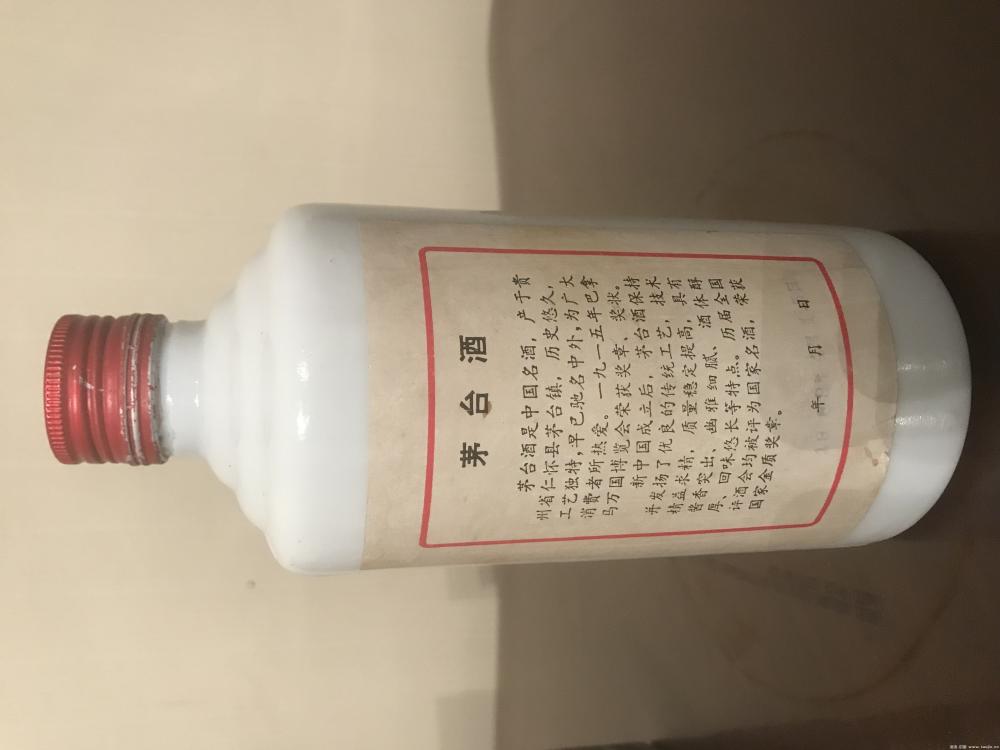 茅台酒
茅台酒是中国名酒，产于贵
州省仁怀县茅台镇，历史悠久，
工艺独特，早已驰名中外，为广大
消费者所热爱。一九一五年巴拿
马万国博览会荣获奖章、奖状。
新中国成立后，茅台酒保持
并发扬了优良的传统工艺，技术
精益求精，质量稳定提高，具有
酱香突出、幽雅细腻、酒体醇
厚、回味悠长等特点。历届全国
评酒会均被评为国家名酒，荣获
国家金质奖章。
年 月 日